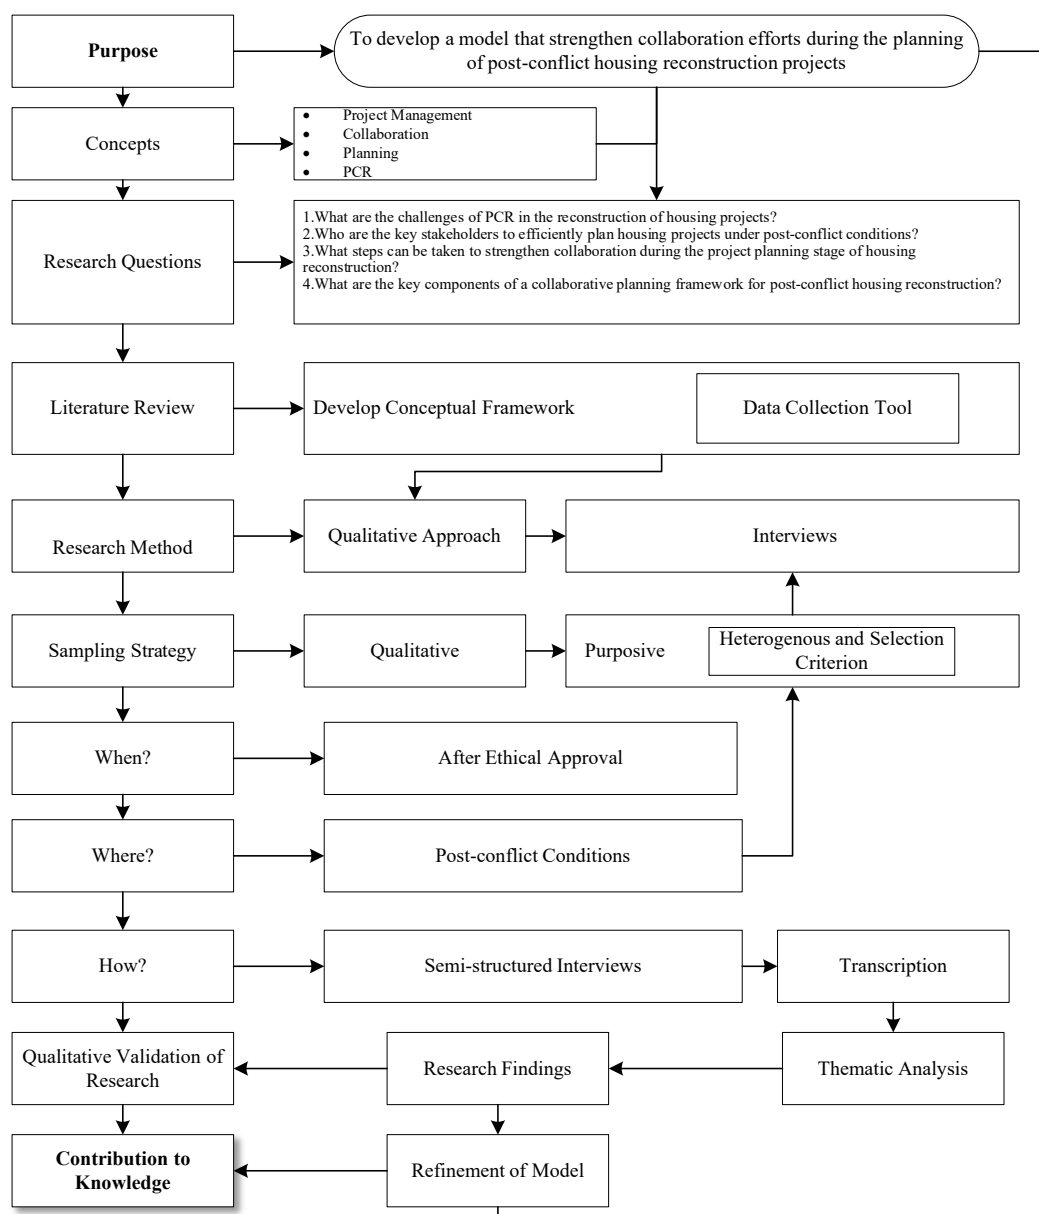 Purpose
To develop a model that strengthen collaboration efforts during the planning
of post-conflict housing reconstruction projects
Concepts
• Project Management
• Collaboration
• Planning
• PCR
Research Questions
1.What are the challenges of PCR in the reconstruction of housing projects?
2.Who are the key stakeholders to efficiently plan housing projects under post-conflict conditions?
3.What steps can be taken to strengthen collaboration during the project planning stage of housing
reconstruction?
4.What are the key components of a collaborative planning framework for post-conflict housing reconstruction?
Literature Review
Develop Conceptual Framework
Data Collection Tool
Research Method
Qualitative Approach
Interviews
Sampling Strategy
Qualitative
Purposive
Heterogenous and Selection
Criterion
When?
After Ethical Approval
Where?
Post-conflict Conditions
How?
Semi-structured Interviews
Transcription
Qualitative Validation of
Research
Research Findings
Thematic Analysis
Contribution to
Knowledge
Refinement of Model